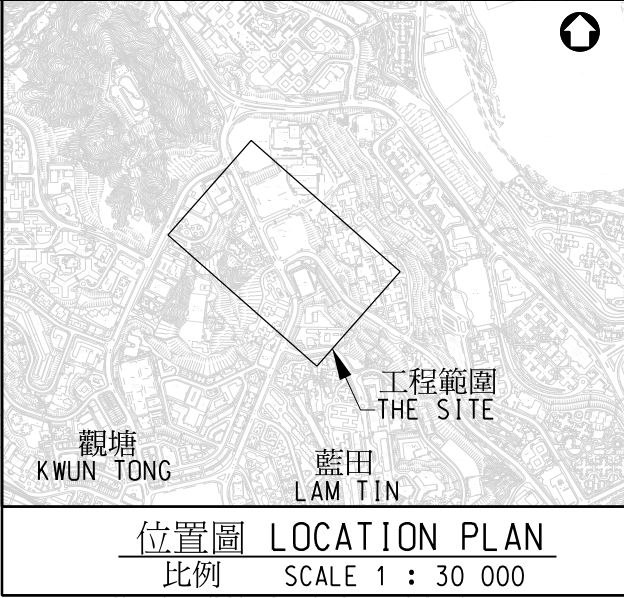 工程範圍
THE SITE
觀塘
KWUN TONG
藍田
LAM TIN
位置圖 LOCATION PLAN
比例 SCALE 1 : 30 000